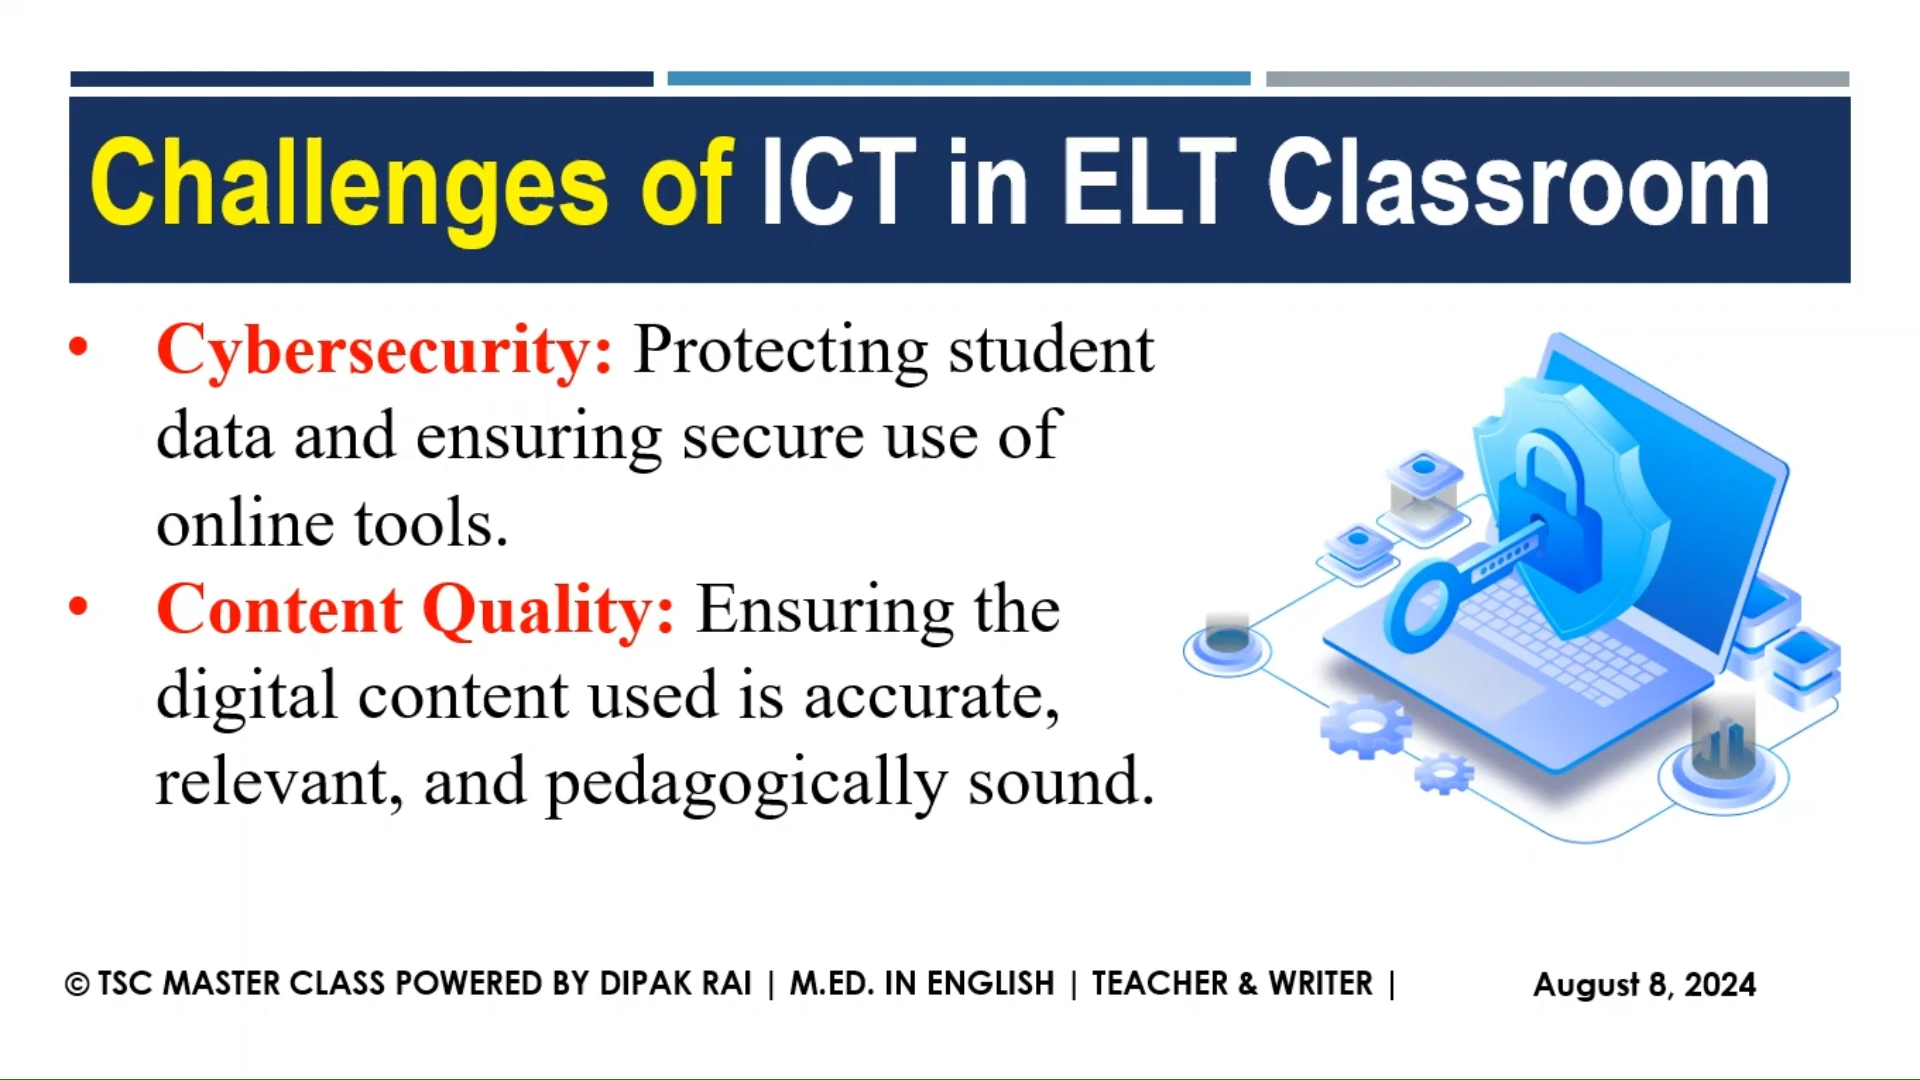 Challenges of ICT in ELT Classroom
• Cybersecurity: Protecting student
data and ensuring secure use of
online tools.
• Content Quality: Ensuring the
digital content used is accurate,
relevant, and pedagogically sound.
© TSC MASTER CLASS POWERED BY DIPAK RAI | M.ED. IN ENGLISH | TEACHER & WRITER | August 8, 2024